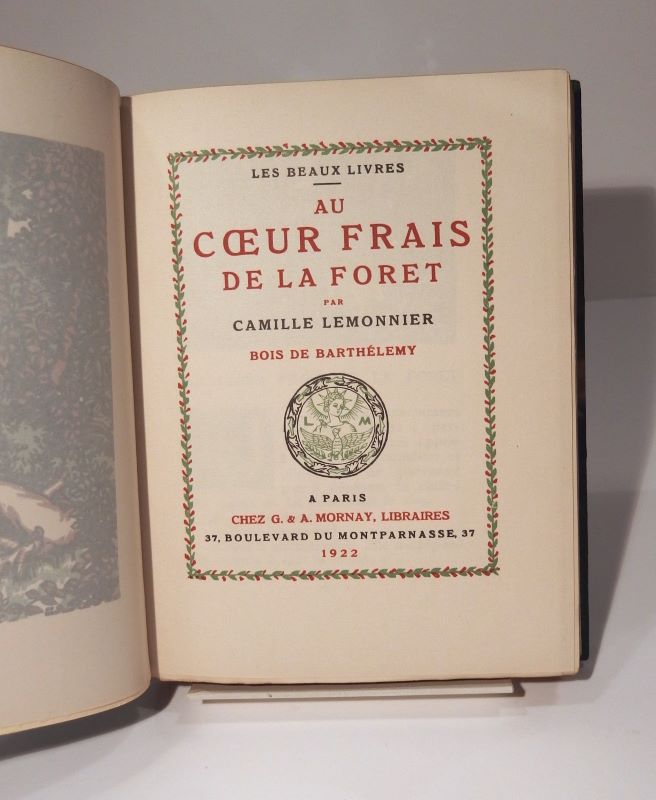 LES BEAUX LIVRES
AU
CŒUR FRAIS
DE LA FORET
PAR
CAMILLE LEMONNIER
BOIS DE BARTHÉLEMY
L M
A PARIS
CHEZ G. & A. MORNAY, LIBRAIRES
37, BOULEVARD DU MONTPARNASSE, 37
1922